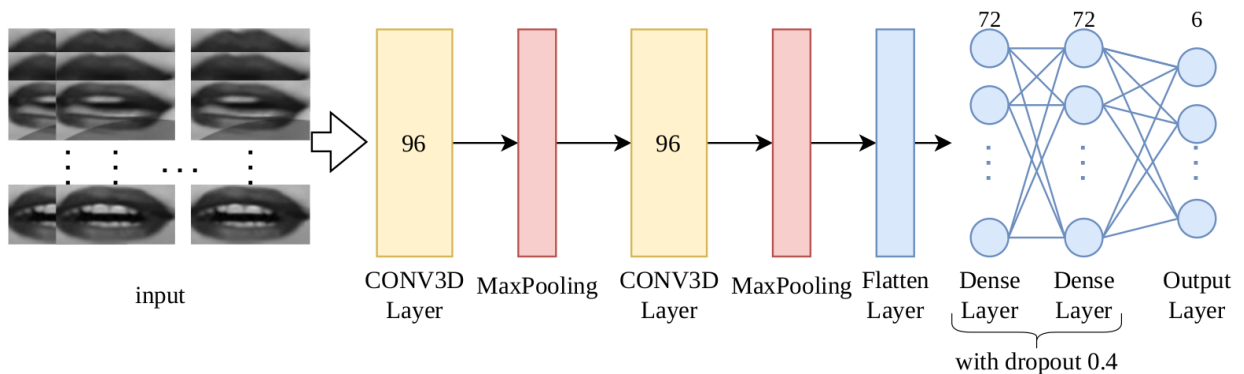 72
72
6
96
96
input
CONV3D
Layer
MaxPooling
CONV3D
Layer
MaxPooling
Flatten
Layer
Dense
Layer
Dense
Layer
Output
Layer
with dropout 0.4